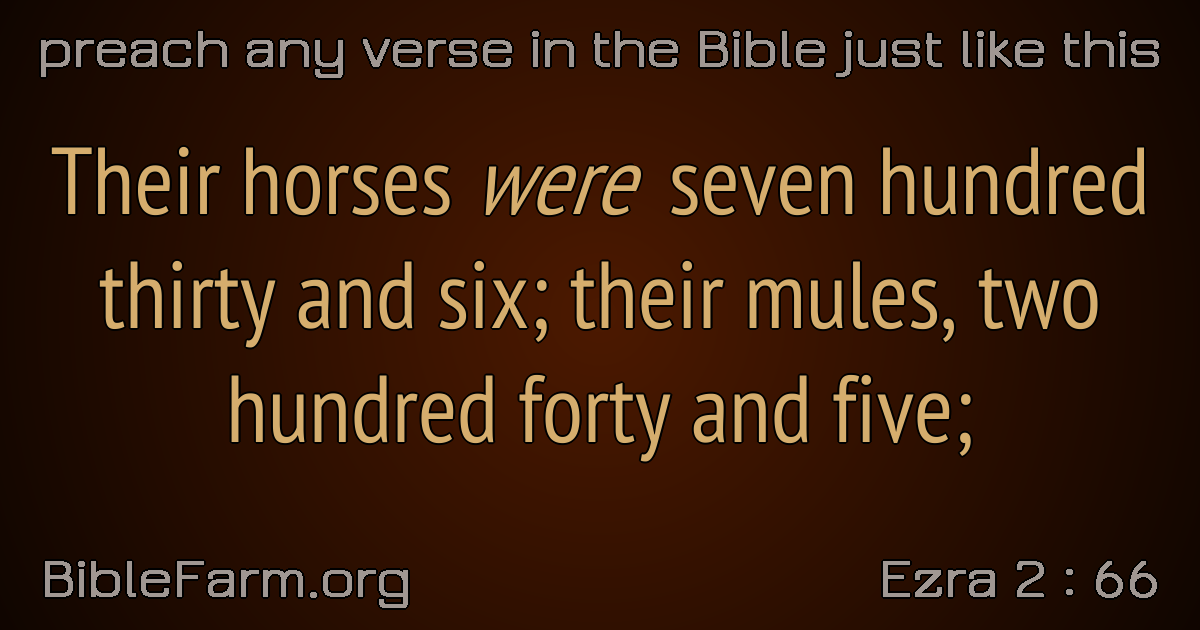 preach any verse in the Bible just like this
Their horses were seven hundred
thirty and six; their mules, two
hundred forty and five;
BibleFarm.org
Ezra 2 : 66